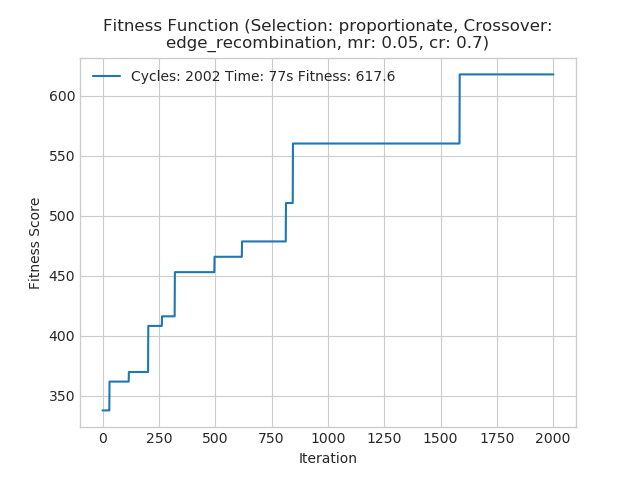 Fitness Function (Selection: proportionate, Crossover:
edge_recombination, mr: 0.05, cr: 0.7)
Cycles: 2002 Time: 77s Fitness: 617.6
600
550
500
450
400
350
Fitness Score
0 250 500 750 1000 1250 1500 1750 2000
Iteration